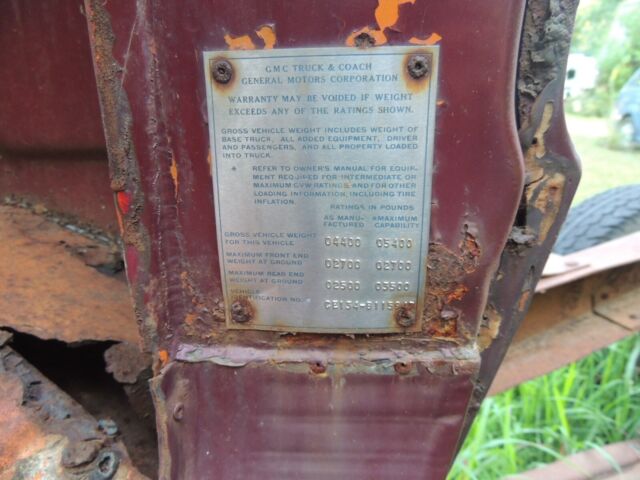 GMC TRUCK & COACH
GENERAL MOTORS CORPORATION
WARRANTY MAY BE VOIDED IF WEIGHT
EXCEEDS ANY OF THE RATINGS SHOWN.
GROSS VEHICLE WEIGHT INCLUDES WEIGHT OF
BASE TRUCK, ALL ADDED EQUIPMENT, DRIVER
AND PASSENGERS, AND ALL PROPERTY LOADED
INTO TRUCK.
* REFER TO OWNER'S MANUAL FOR EQUIP-
MENT REQUIRED FOR INTERMEDIATE OR
MAXIMUM GVW RATINGS, AND FOR OTHER
LOADING INFORMATION, INCLUDING TIRE
INFLATION.
RATINGS IN POUNDS
AS MANU- *MAXIMUM
FACTURED CAPABILITY
GROSS VEHICLE WEIGHT
FOR THIS VEHICLE 04400 05400
MAXIMUM FRONT END
WEIGHT AT GROUND 02700 02700
MAXIMUM REAR END
WEIGHT AT GROUND 02500 05500
VEHICLE
IDENTIFICATION NO.